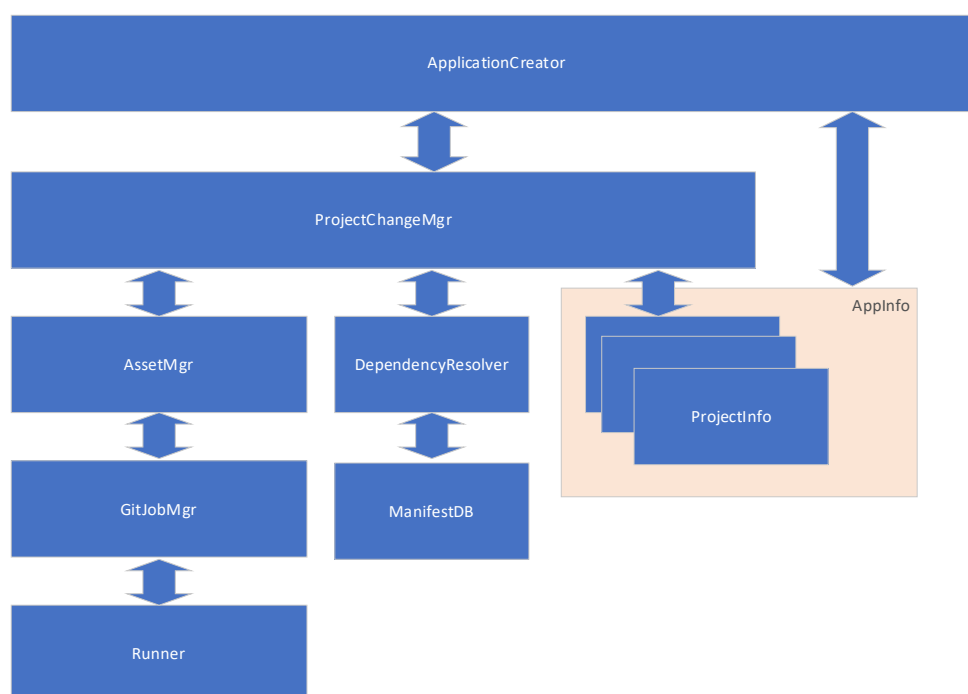 ApplicationCreator
ProjectChangeMgr
AppInfo
AssetMgr
DependencyResolver
ProjectInfo
GitJobMgr
ManifestDB
Runner